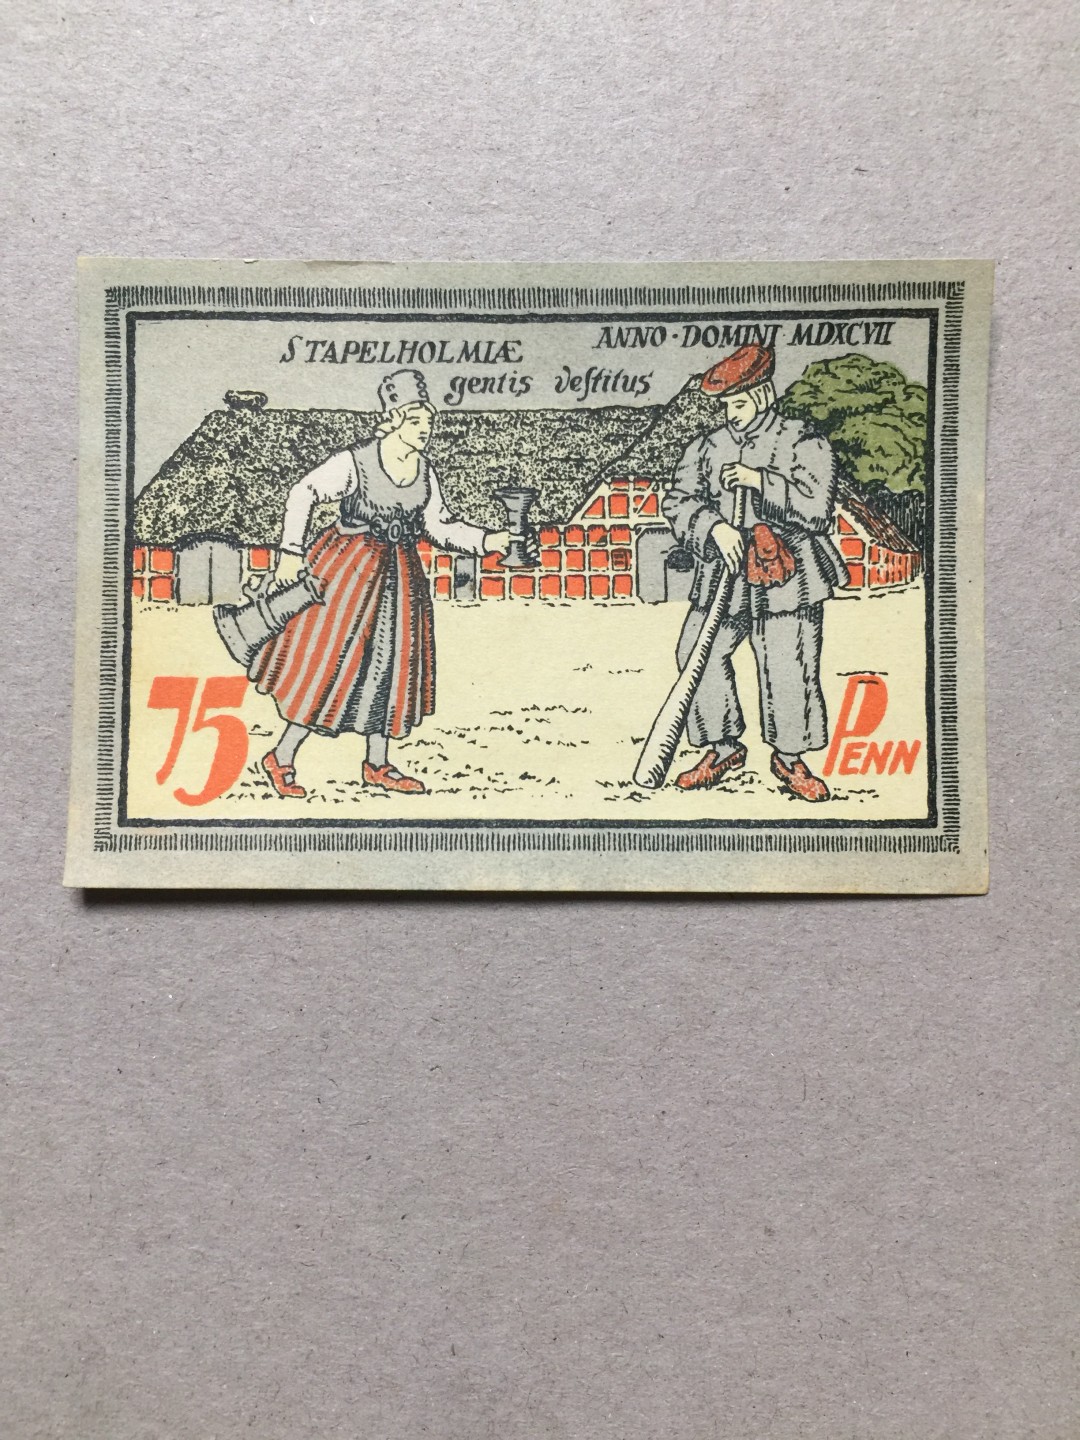 STAPELHOLMIÆ
gentis veſtitus
ANNO · DOMINI MDXCVII
75
PENN